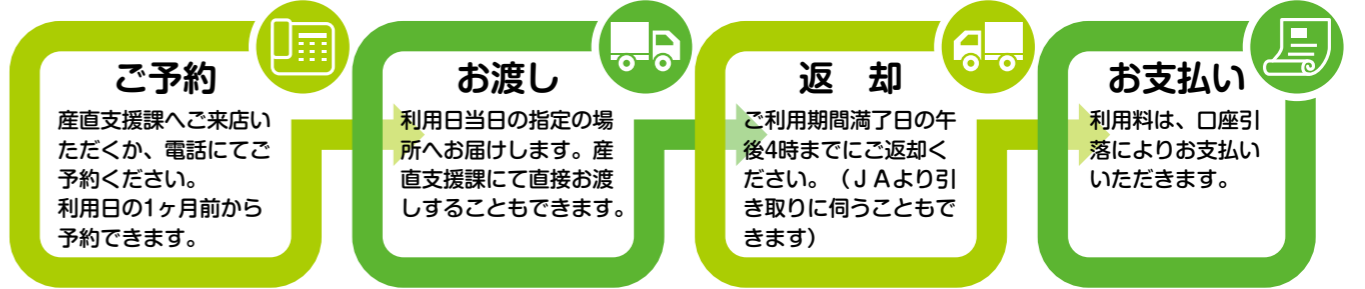 ご予約
産直支援課へご来店い
ただくか、電話にてご
予約ください。
利用日の1ヶ月前から
予約できます。
お渡し
利用日当日の指定の場
所へお届けします。産
直支援課にて直接お渡
しすることもできます。
返　却
ご利用期間満了日の午
後4時までにご返却く
ださい。（ＪＡより引
き取りに伺うこともで
きます）
お支払い
利用料は、口座引
落によりお支払い
いただきます。